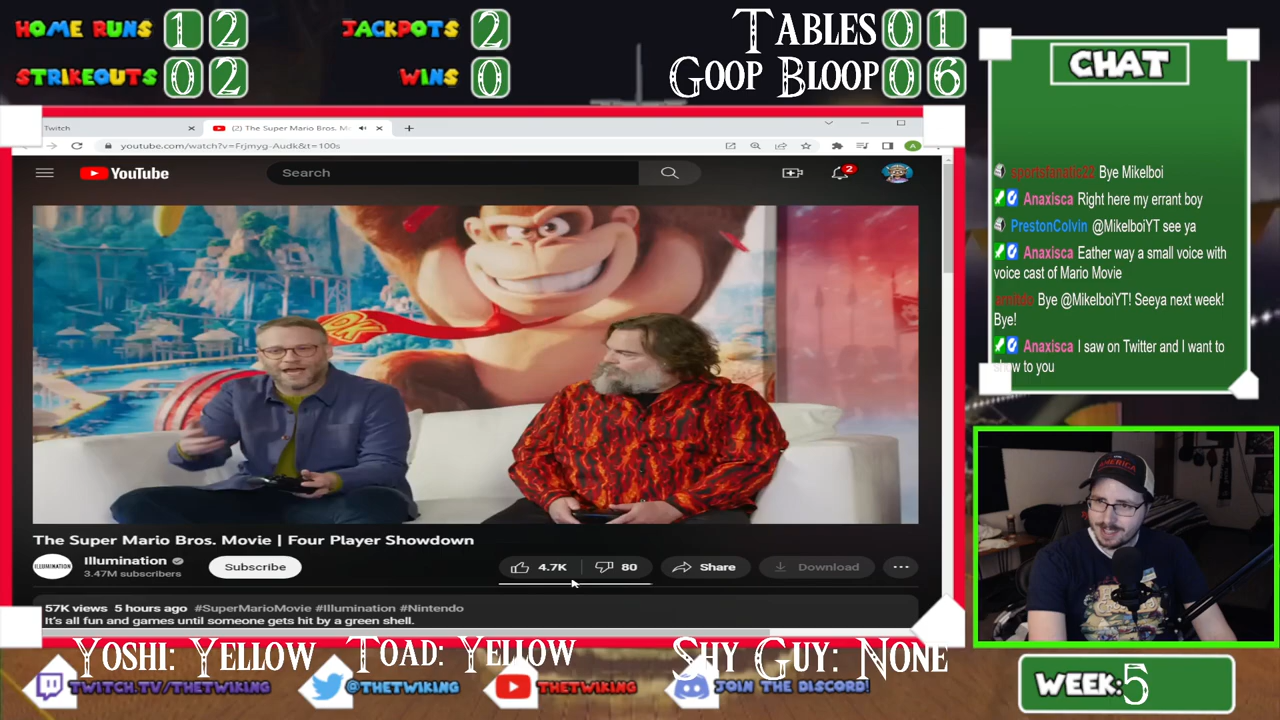 HOME RUNS 12
JACKPOTS 2
TABLES 01
STRIKEOUTS 02
WINS 0
GOOP BLOOP 06
CHAT
Twitch
(2) The Super Mario Bros. M
youtube.com/watch?v=Frjmyg-Audk&t=100s
A
YouTube
Search
2
DK
The Super Mario Bros. Movie | Four Player Showdown
ILLUMINATION
Illumination
3.47M subscribers
Subscribe
4.7K
80
Share
Download
57K views 5 hours ago #SuperMarioMovie #Illumination #Nintendo
It's all fun and games until someone gets hit by a green shell.
Bye Mikelboi
Anaxisca Right here my errant boy
PrestonColvin @MikelboiYT see ya
Anaxisca Eather way a small voice with
voice cast of Mario Movie
Bye @MikelboiYT! Seeya next week!
Bye!
Anaxisca I saw on Twitter and I want to
show to you
AMERICA
YOSHI: YELLOW
TOAD: YELLOW
SHY GUY: NONE
TWITCH.TV/THETWIKING
@THETWIKING
THETWIKING
JOIN THE DISCORD!
WEEK:5